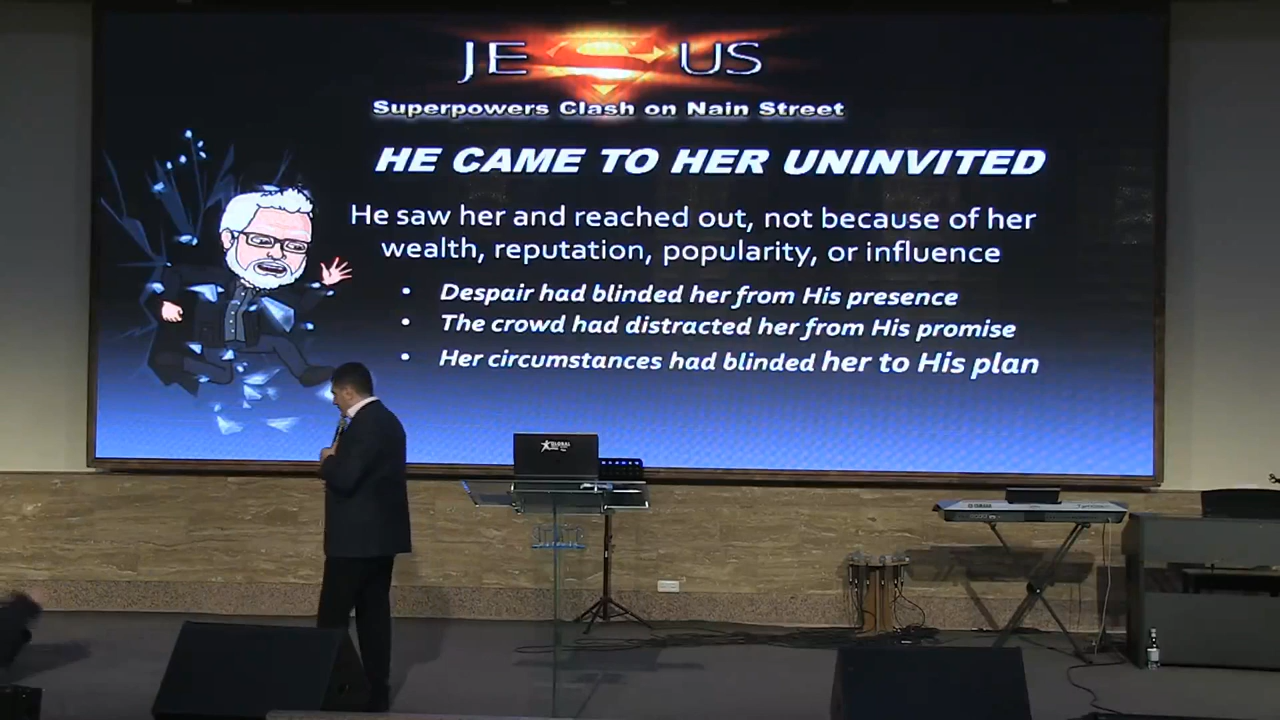 JESUS
Superpowers Clash on Nain Street
HE CAME TO HER UNINVITED
He saw her and reached out, not because of her
wealth, reputation, popularity, or influence
• Despair had blinded her from His presence
• The crowd had distracted her from His promise
• Her circumstances had blinded her to His plan
GLOBAL
YAMAHA